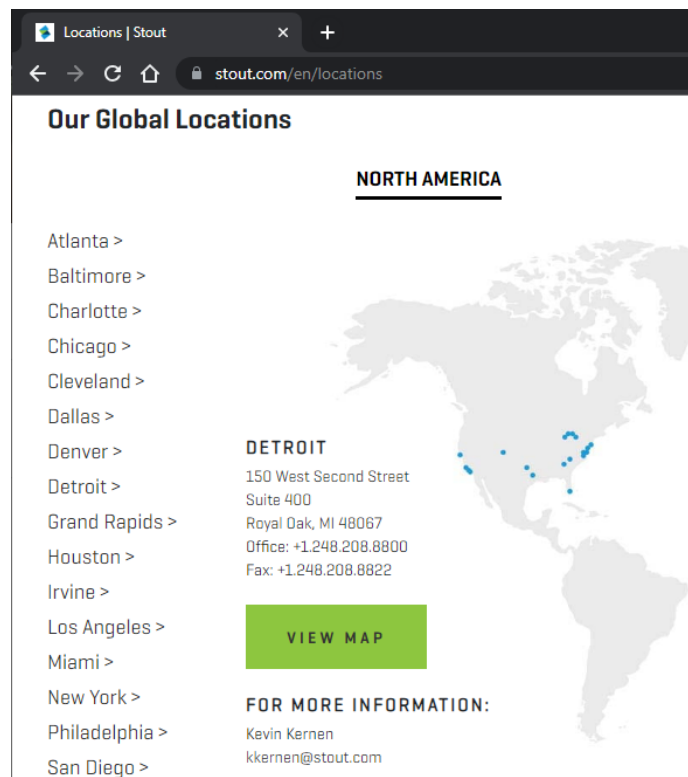 Locations | Stout
stout.com/en/locations
Our Global Locations
NORTH AMERICA
Atlanta >
Baltimore >
Charlotte >
Chicago >
Cleveland >
Dallas >
Denver >
Detroit >
Grand Rapids >
Houston >
Irvine >
Los Angeles >
Miami >
New York >
Philadelphia >
San Diego >
DETROIT
150 West Second Street
Suite 400
Royal Oak, MI 48067
Office: +1.248.208.8800
Fax: +1.248.208.8822
VIEW MAP
FOR MORE INFORMATION:
Kevin Kernen
kkernen@stout.com